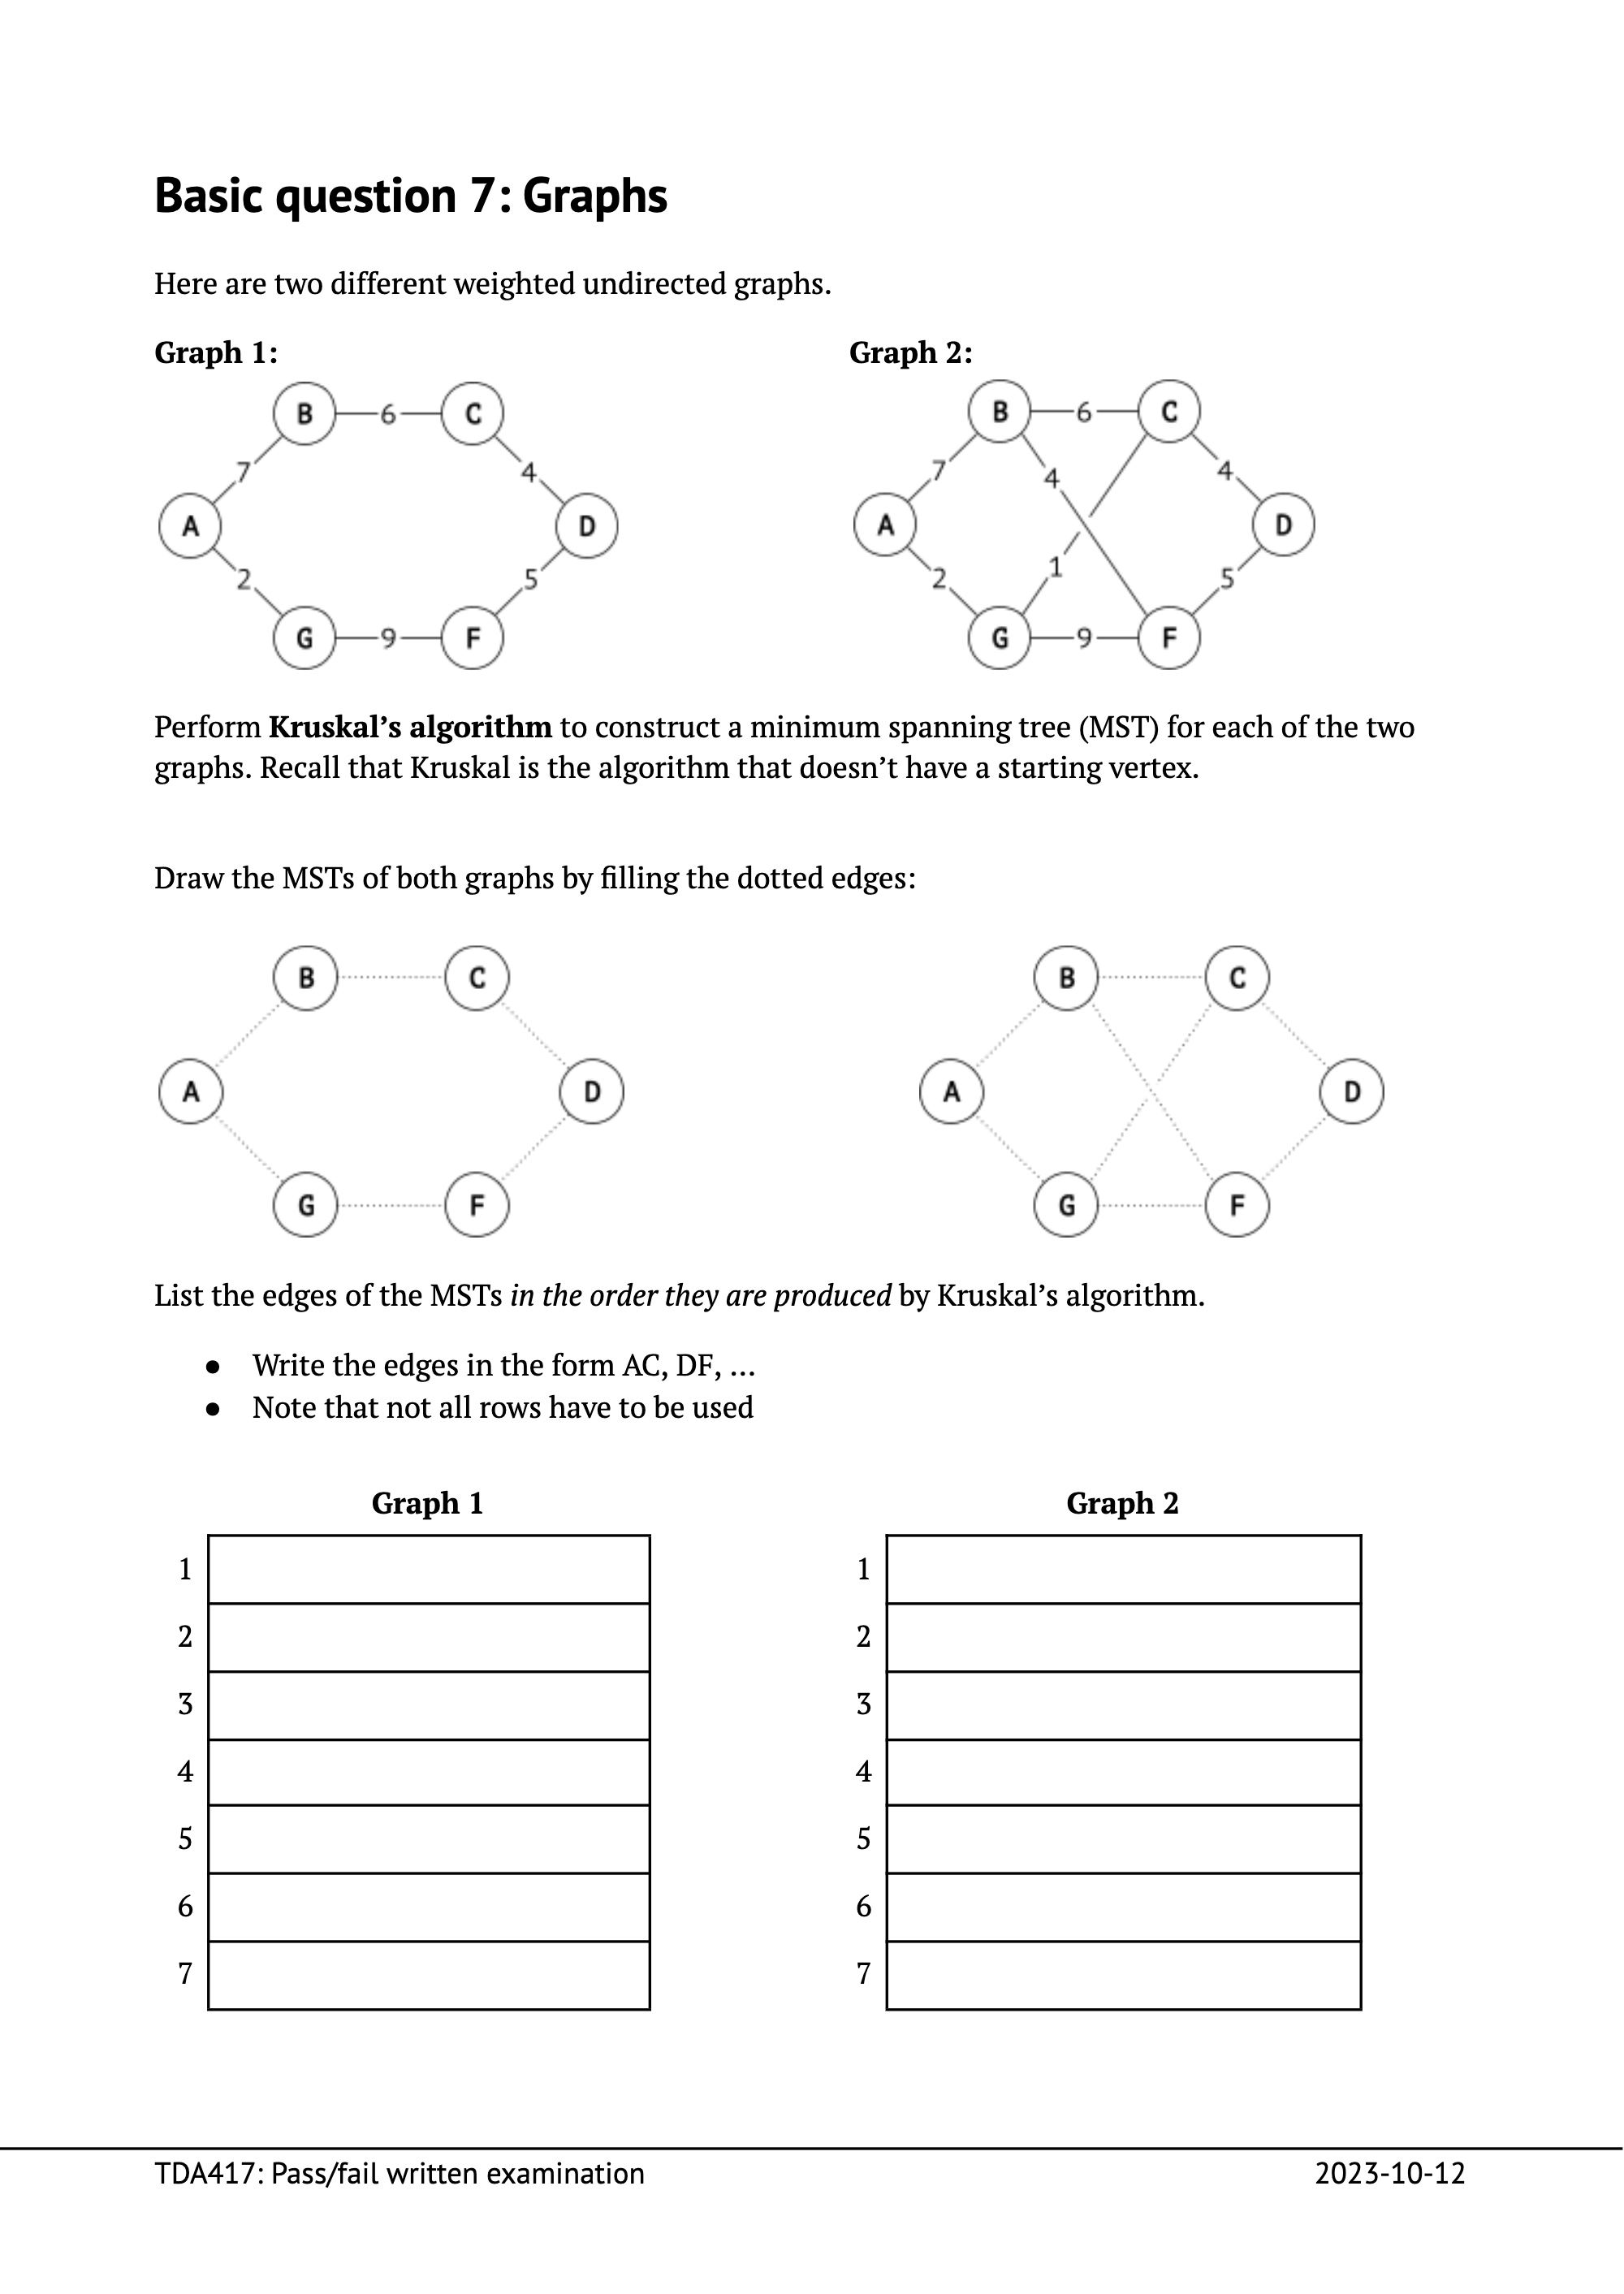 Basic question 7: Graphs
Here are two different weighted undirected graphs.
Graph 1:
Graph 2:
B 6 C
7 4
A D
2 5
G 9 F
B 6 C
7 4 4
A D
2 1 5
G 9 F
Perform Kruskal’s algorithm to construct a minimum spanning tree (MST) for each of the two
graphs. Recall that Kruskal is the algorithm that doesn’t have a starting vertex.
Draw the MSTs of both graphs by filling the dotted edges:
B C
A D
G F
B C
A D
G F
List the edges of the MSTs in the order they are produced by Kruskal’s algorithm.
● Write the edges in the form AC, DF, …
● Note that not all rows have to be used
Graph 1
1
2
3
4
5
6
7
Graph 2
1
2
3
4
5
6
7
TDA417: Pass/fail written examination
2023-10-12